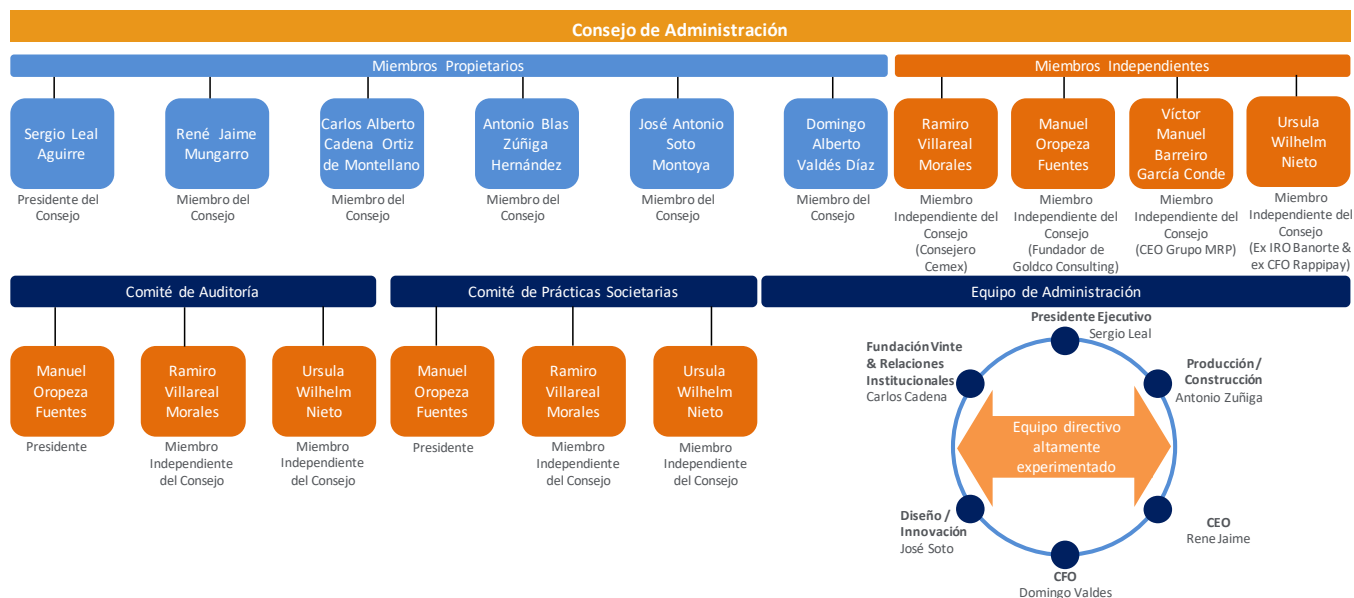 Consejo de Administración
Miembros Propietarios
Miembros Independientes
Sergio Leal
Aguirre
René Jaime
Mungarro
Carlos Alberto
Cadena Ortiz
de Montellano
Antonio Blas
Zúñiga
Hernández
José Antonio
Soto
Montoya
Domingo
Alberto
Valdés Díaz
Ramiro
Villareal
Morales
Manuel
Oropeza
Fuentes
Víctor
Manuel
Barreiro
García Conde
Ursula
Wilhelm
Nieto
Presidente del
Consejo
Miembro del
Consejo
Miembro del
Consejo
Miembro del
Consejo
Miembro del
Consejo
Miembro del
Consejo
Miembro
Independiente del
Consejo
(Consejero
Cemex)
Miembro
Independiente del
Consejo
(Fundador de
Goldco Consulting)
Miembro
Independiente del
Consejo
(CEO Grupo MRP)
Miembro
Independiente del
Consejo
(Ex IRO Banorte &
ex CFO Rappipay)
Comité de Auditoría
Comité de Prácticas Societarias
Equipo de Administración
Manuel
Oropeza
Fuentes
Ramiro
Villareal
Morales
Ursula
Wilhelm
Nieto
Manuel
Oropeza
Fuentes
Ramiro
Villareal
Morales
Ursula
Wilhelm
Nieto
Presidente
Miembro
Independiente
del Consejo
Miembro
Independiente
del Consejo
Presidente
Miembro
Independiente
del Consejo
Miembro
Independiente
del Consejo
Presidente Ejecutivo
Sergio Leal
Fundación Vinte
& Relaciones
Institucionales
Carlos Cadena
Producción /
Construcción
Antonio Zuñiga
Equipo directivo
altamente
experimentado
Diseño /
Innovación
José Soto
CEO
Rene Jaime
CFO
Domingo Valdes